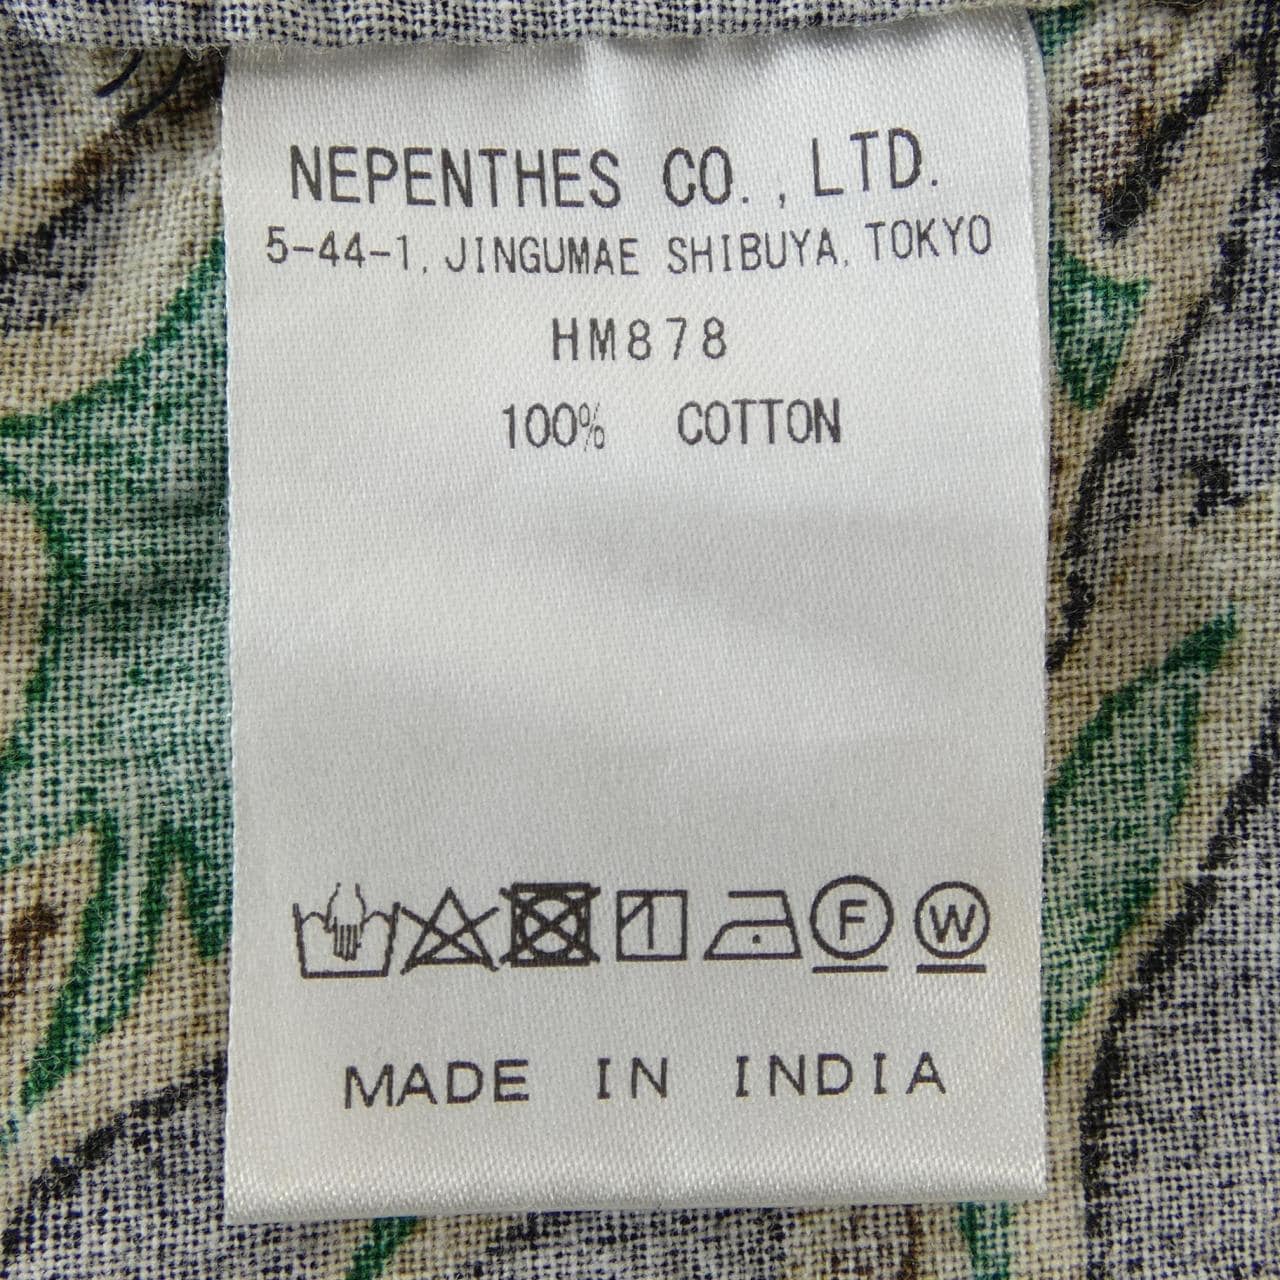 NEPENTHES CO., LTD.
5-44-1, JINGUMAE SHIBUYA, TOKYO
HM878
100% COTTON
F W
MADE IN INDIA